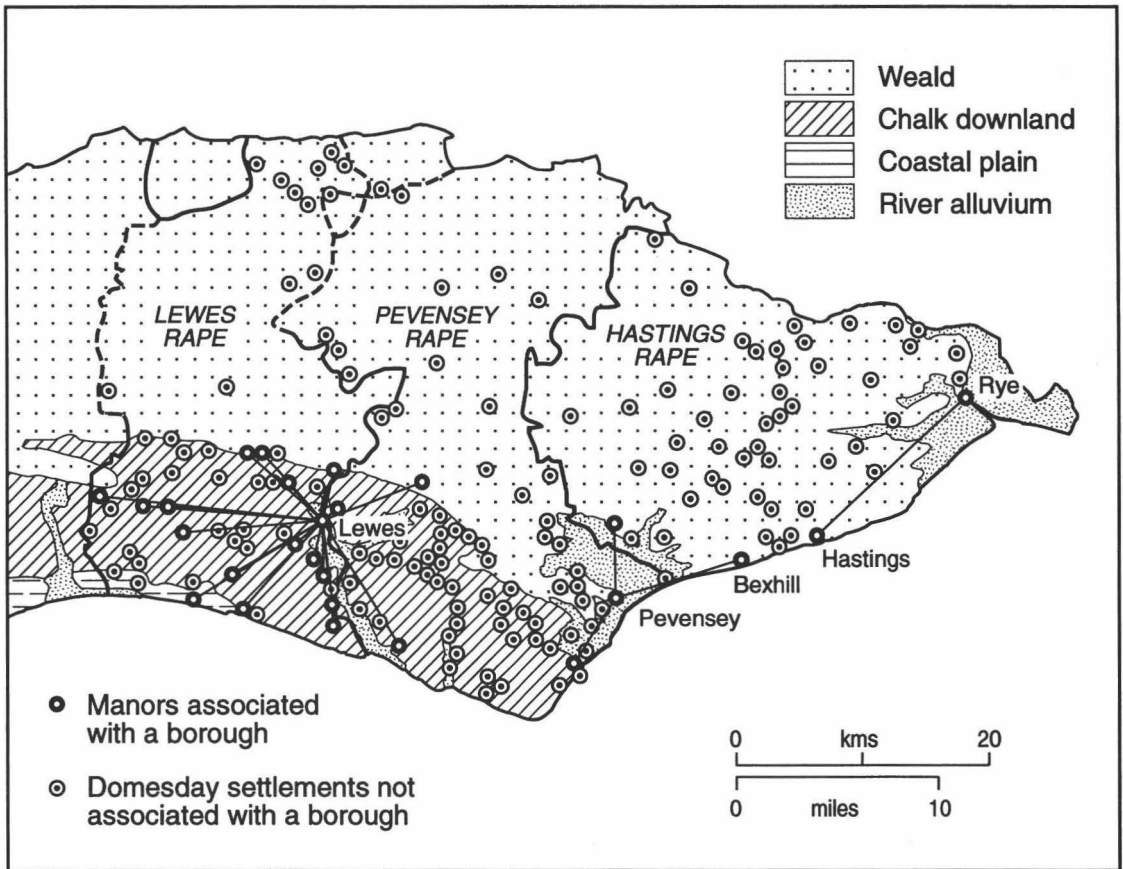 Weald
Chalk downland
Coastal plain
River alluvium
LEWES
RAPE
PEVENSEY
RAPE
HASTINGS
RAPE
Rye
Lewes
Hastings
Bexhill
Pevensey
Manors associated
with a borough
Domesday settlements not
associated with a borough
0 kms 20
0 miles 10